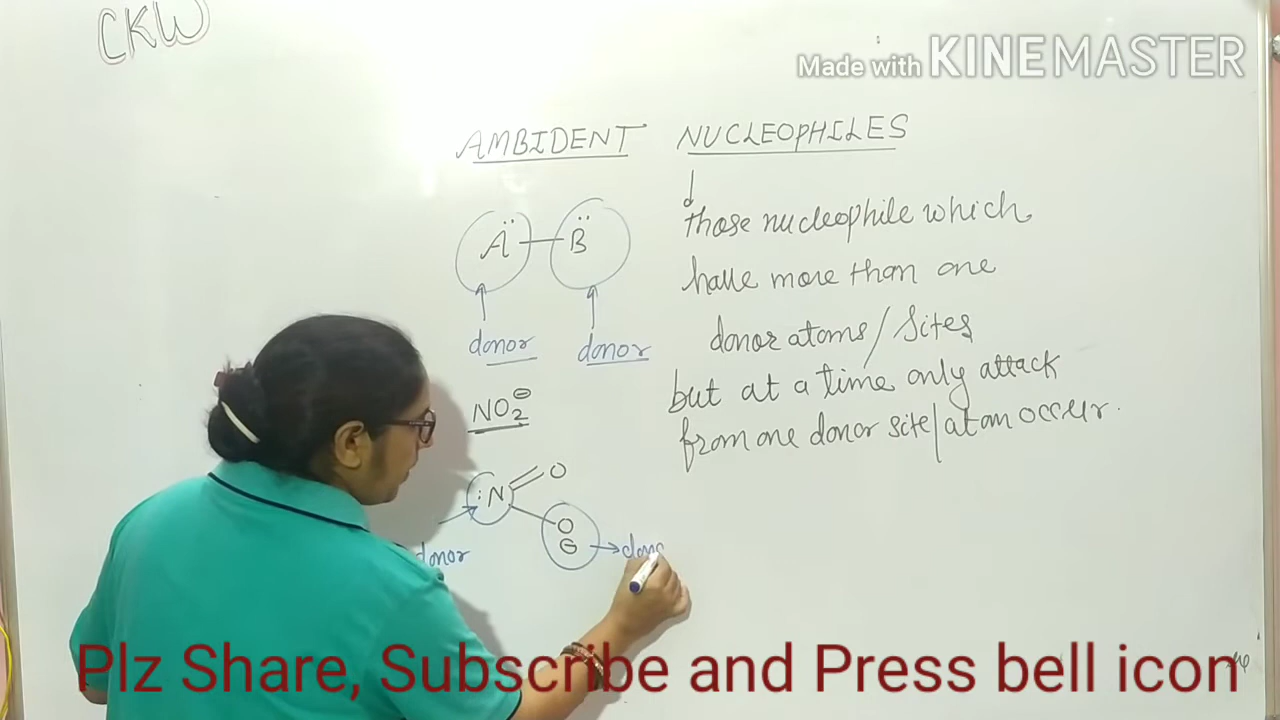 CKW
Made with KINEMASTER
AMBIDENT NUCLEOPHILES
Ä — B̈
those nucleophile which
have more than one
donor donor
donor atoms/Sites
NO₂⊖
but at a time only attack
from one donor site/atom occur.
:N O
O
⊖
donor
Plz Share, Subscribe and Press bell icon